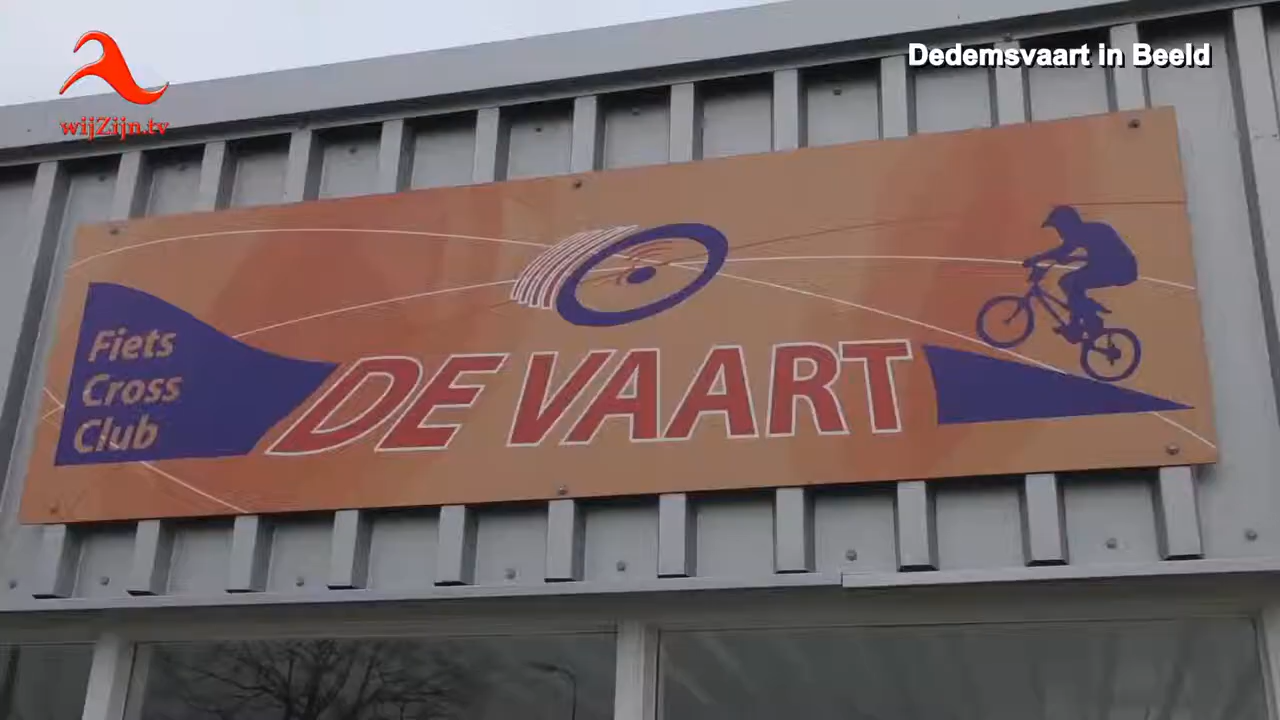 wijZijn.tv
Dedemsvaart in Beeld
Fiets
Cross
Club
DE VAART